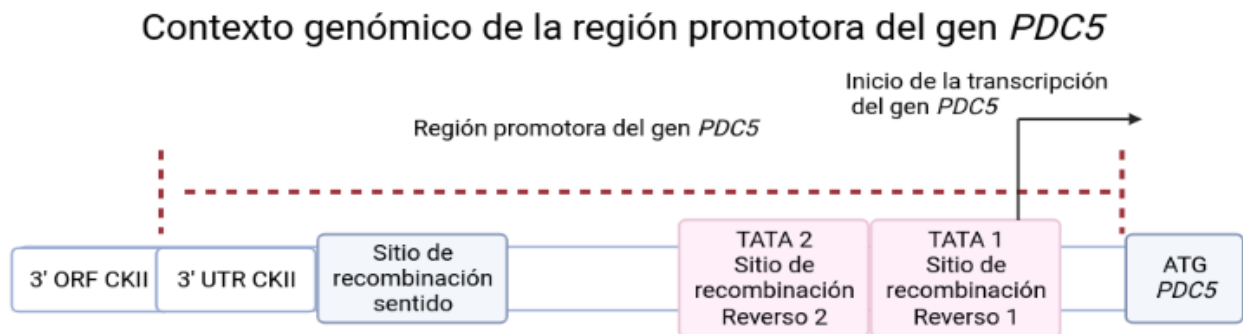 Contexto genómico de la región promotora del gen PDC5
Inicio de la transcripción
del gen PDC5
Región promotora del gen PDC5
3' ORF CKII
3' UTR CKII
Sitio de
recombinación
sentido
TATA 2
Sitio de
recombinación
Reverso 2
TATA 1
Sitio de
recombinación
Reverso 1
ATG
PDC5